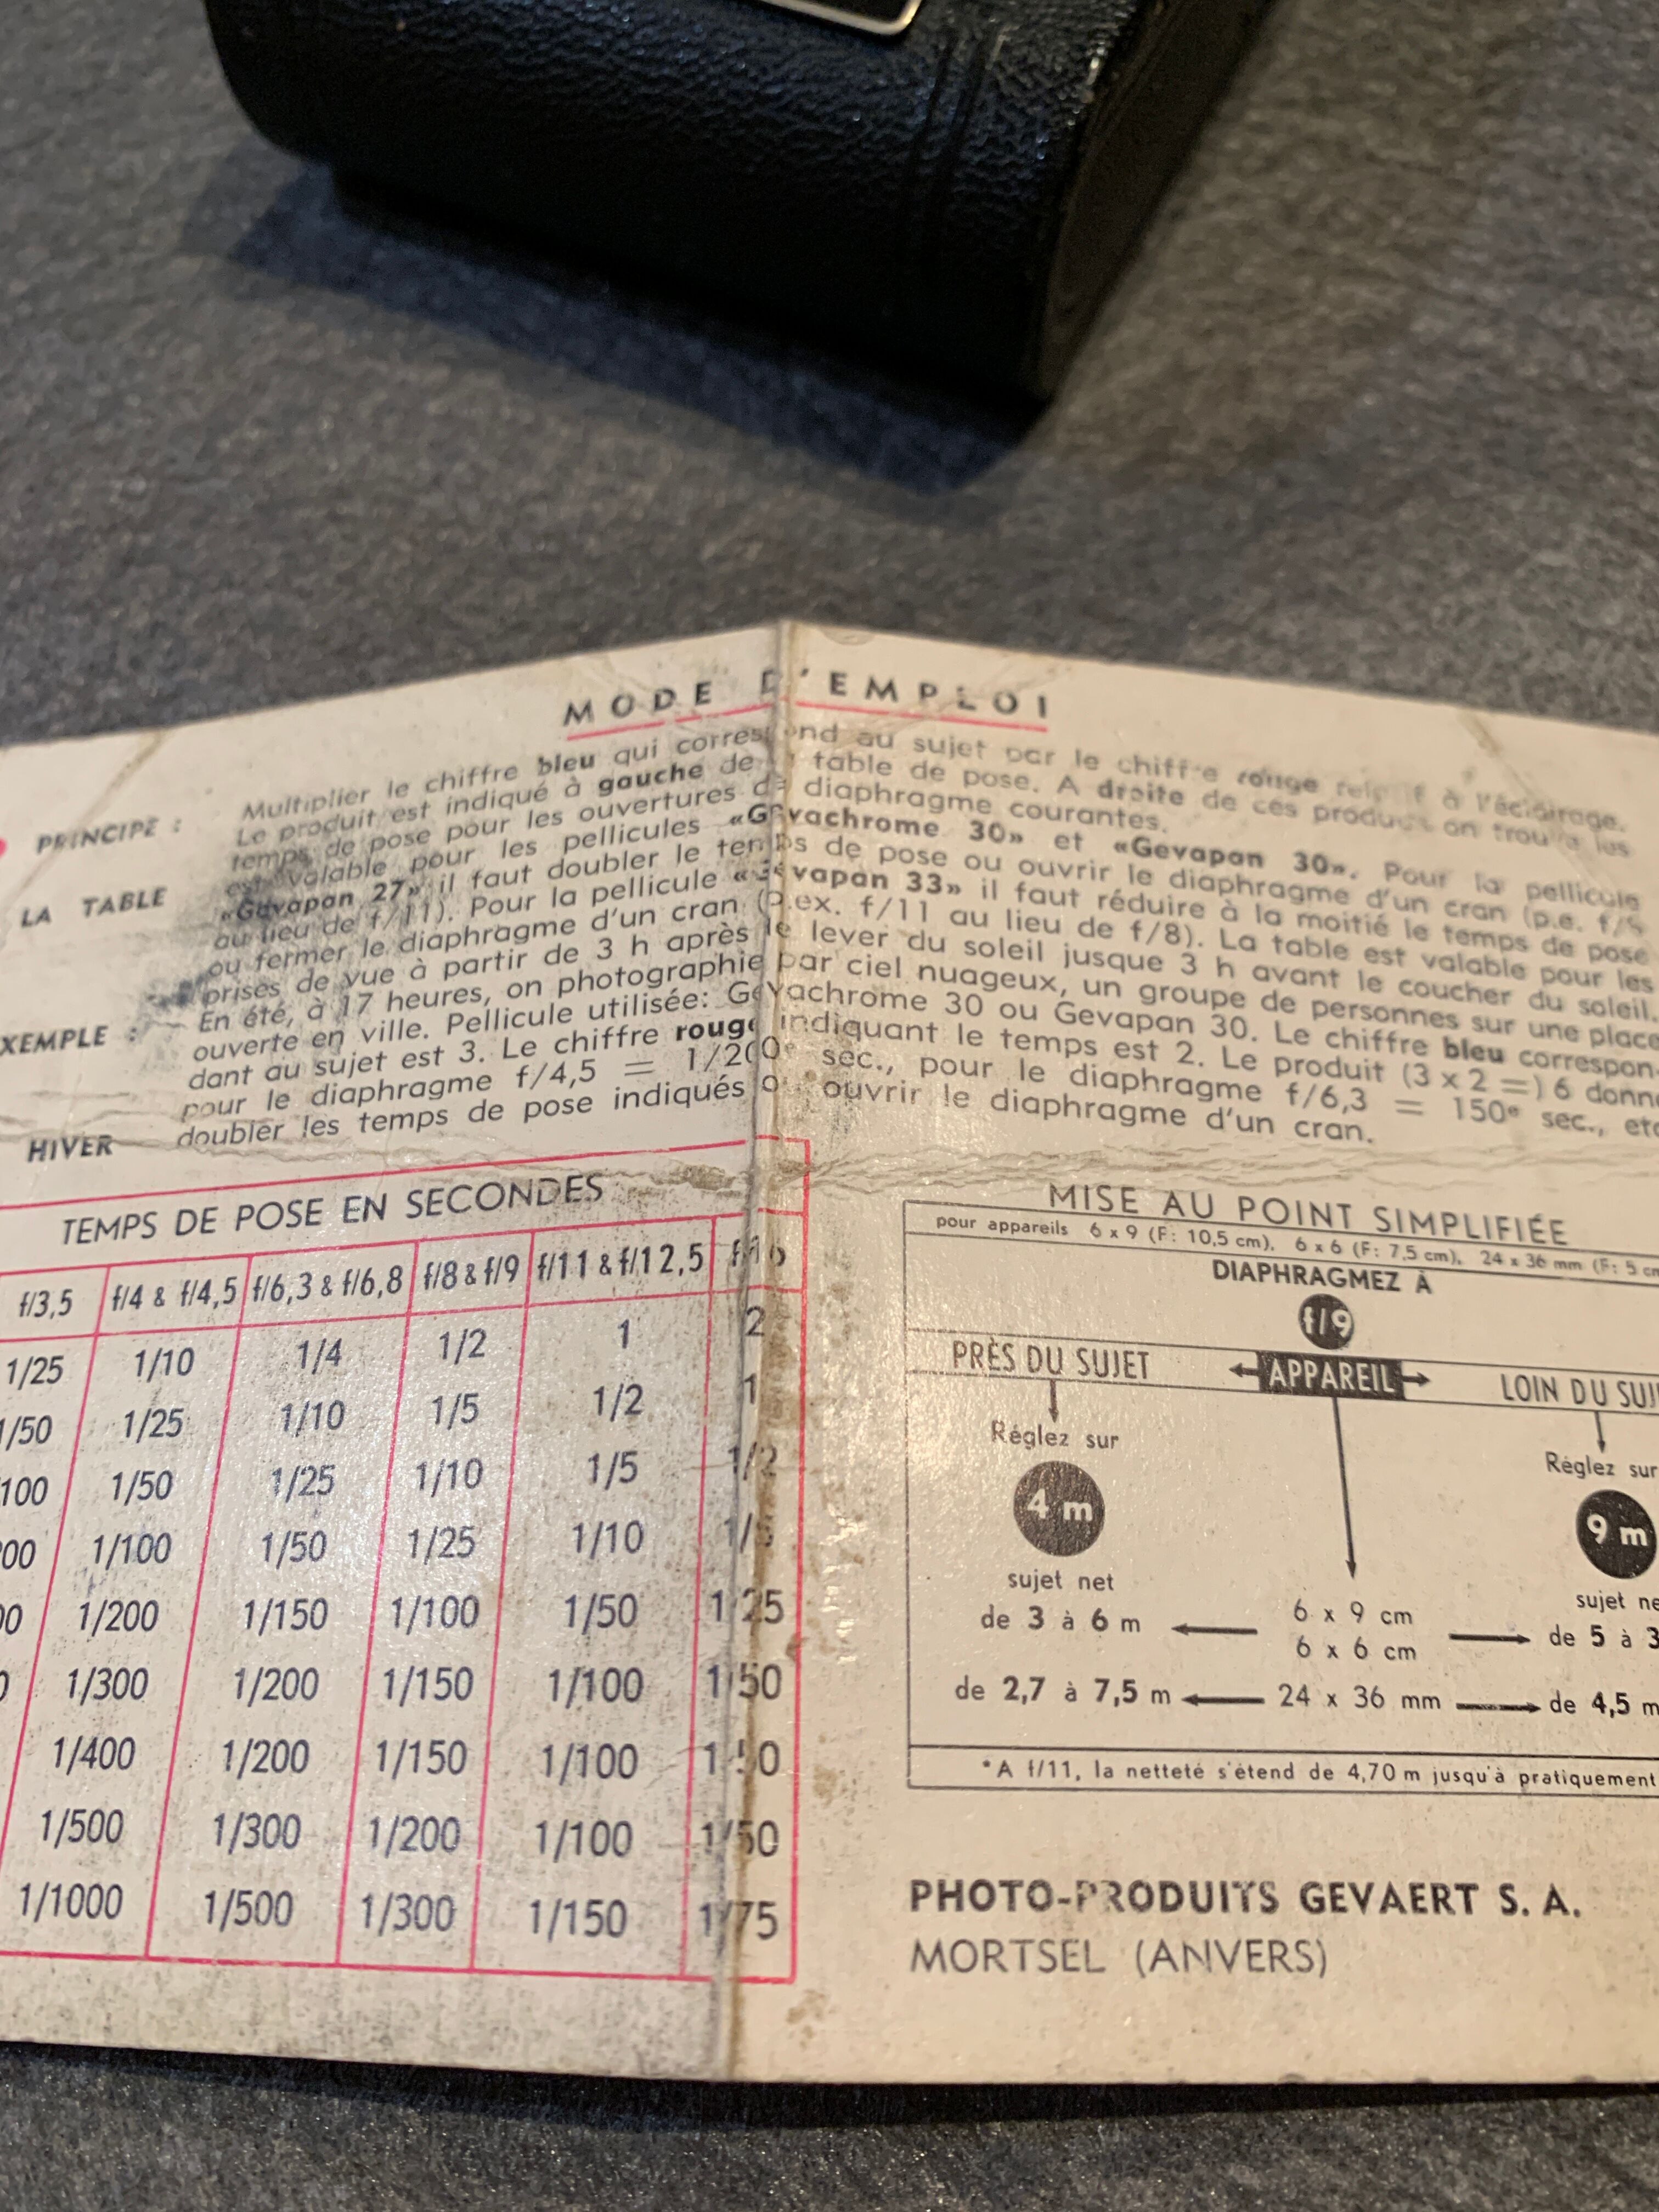 MODE D'EMPLOI
PRINCIPE : Multiplier le chiffre bleu qui correspond au sujet par le chiffre rouge relatif à l'éclairage.
Le produit est indiqué à gauche de la table de pose. A droite de ces produits on trouve les
temps de pose pour les ouvertures de diaphragme courantes.
LA TABLE est valable pour les pellicules «Gevachrome 30» et «Gevapan 30». Pour la pellicule
«Gevapan 27» il faut doubler le temps de pose ou ouvrir le diaphragme d'un cran (p.e. f/
au lieu de f/11). Pour la pellicule «Gevapan 33» il faut réduire à la moitié le temps de pose
ou fermer le diaphragme d'un cran (p.ex. f/11 au lieu de f/8). La table est valable pour les
prises de vue à partir de 3 h après le lever du soleil jusque 3 h avant le coucher du soleil.
XEMPLE : En été, à 17 heures, on photographie par ciel nuageux, un groupe de personnes sur une place
ouverte en ville. Pellicule utilisée: Gevachrome 30 ou Gevapan 30. Le chiffre bleu correspon-
dant au sujet est 3. Le chiffre rouge indiquant le temps est 2. Le produit (3 x 2 =) 6 donne
pour le diaphragme f/4,5 = 1/200e sec., pour le diaphragme f/6,3 = 150e sec., etc
HIVER doubler les temps de pose indiqués ou ouvrir le diaphragme d'un cran.
TEMPS DE POSE EN SECONDES
f/3,5 f/4 & f/4,5 f/6,3 & f/6,8 f/8 & f/9 f/11 & f/12,5 f/16
1/25 1/10 1/4 1/2 1 2
1/50 1/25 1/10 1/5 1/2 1
100 1/50 1/25 1/10 1/5 1/2
00 1/100 1/50 1/25 1/10 1/
00 1/200 1/150 1/100 1/50 1/25
0 1/300 1/200 1/150 1/100 1/50
1/400 1/200 1/150 1/100 1/50
1/500 1/300 1/200 1/100 1/50
1/1000 1/500 1/300 1/150 1/75
MISE AU POINT SIMPLIFIÉE
pour appareils 6 x 9 (F: 10,5 cm), 6 x 6 (F: 7,5 cm), 24 x 36 mm (F: 5 cm
DIAPHRAGMEZ À
f/9
PRÈS DU SUJET ← APPAREIL → LOIN DU SUJ
Réglez sur Réglez sur
4 m 9 m
sujet net sujet ne
de 3 à 6 m ← 6 x 9 cm → de 5 à 3
6 x 6 cm
de 2,7 à 7,5 m ← 24 x 36 mm → de 4,5 m
*A f/11, la netteté s'étend de 4,70 m jusqu'à pratiquement
PHOTO-PRODUITS GEVAERT S. A.
MORTSEL (ANVERS)